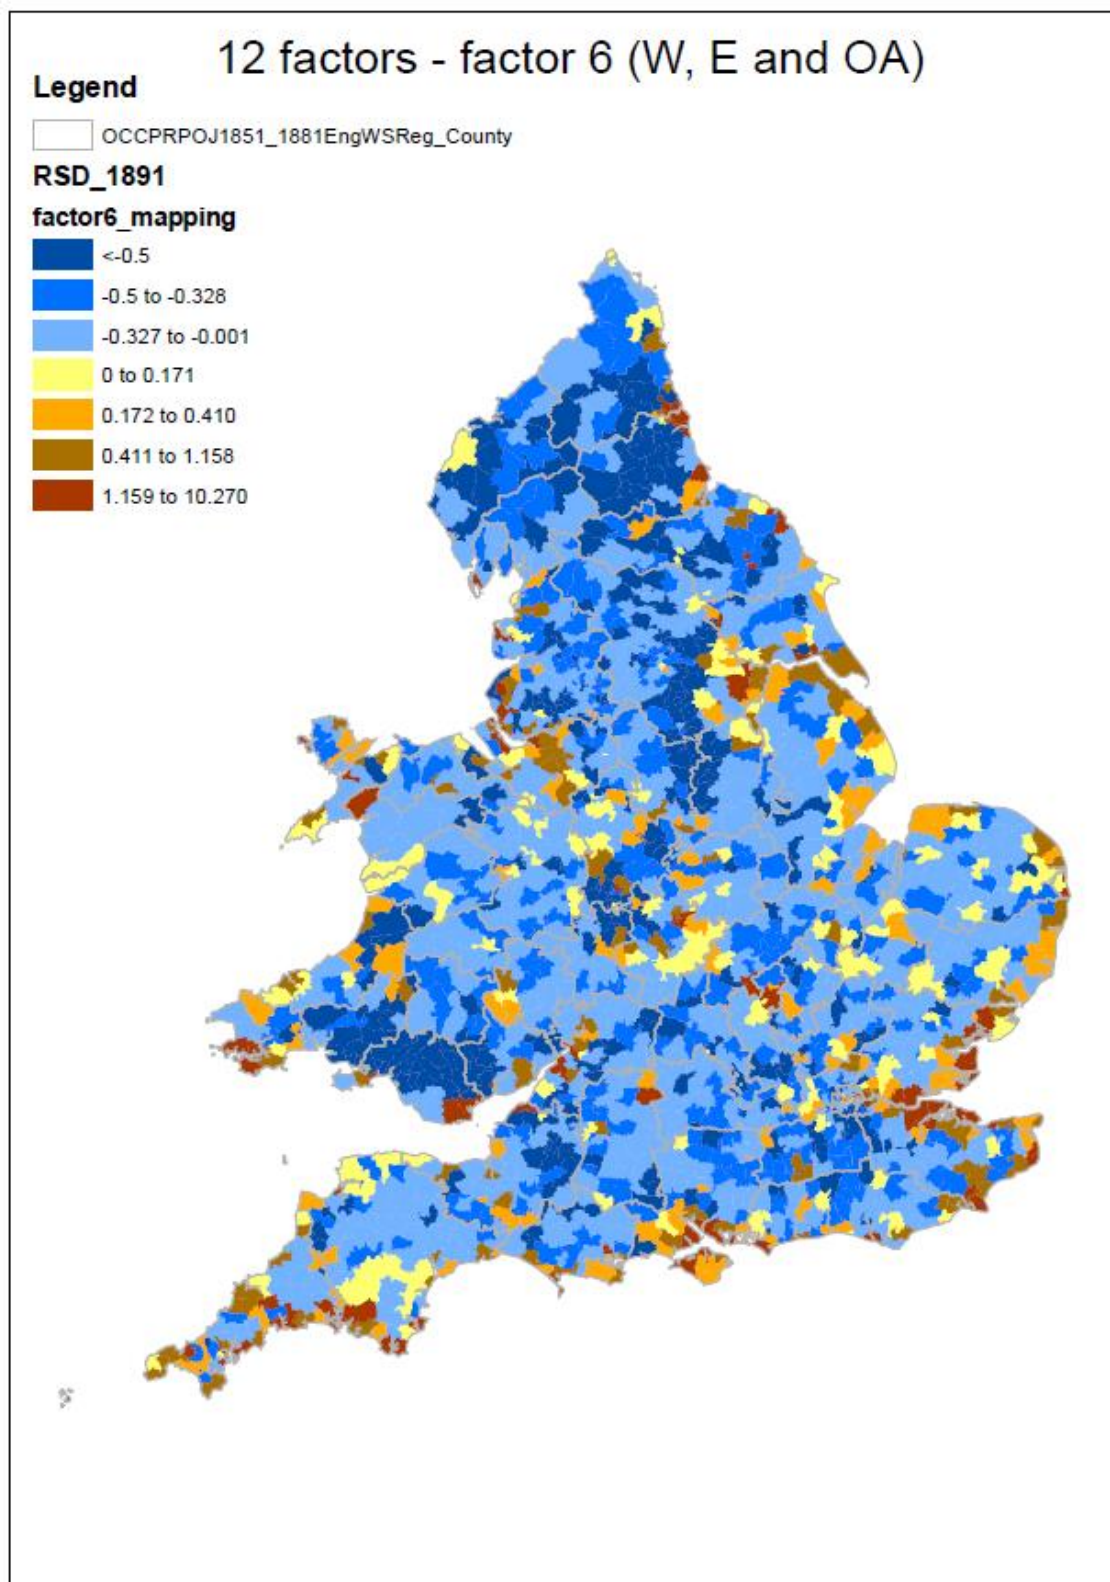 12 factors - factor 6 (W, E and OA)
Legend
OCCPRPOJ1851_1881EngWSReg_County
RSD_1891
factor6_mapping
<-0.5
-0.5 to -0.328
-0.327 to -0.001
0 to 0.171
0.172 to 0.410
0.411 to 1.158
1.159 to 10.270